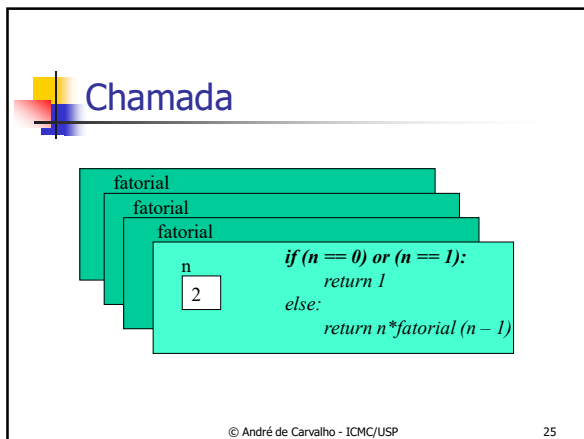 Chamada
fatorial
fatorial
fatorial
n
2
if (n == 0) or (n == 1):
return 1
else:
return n*fatorial (n – 1)
© André de Carvalho - ICMC/USP
25